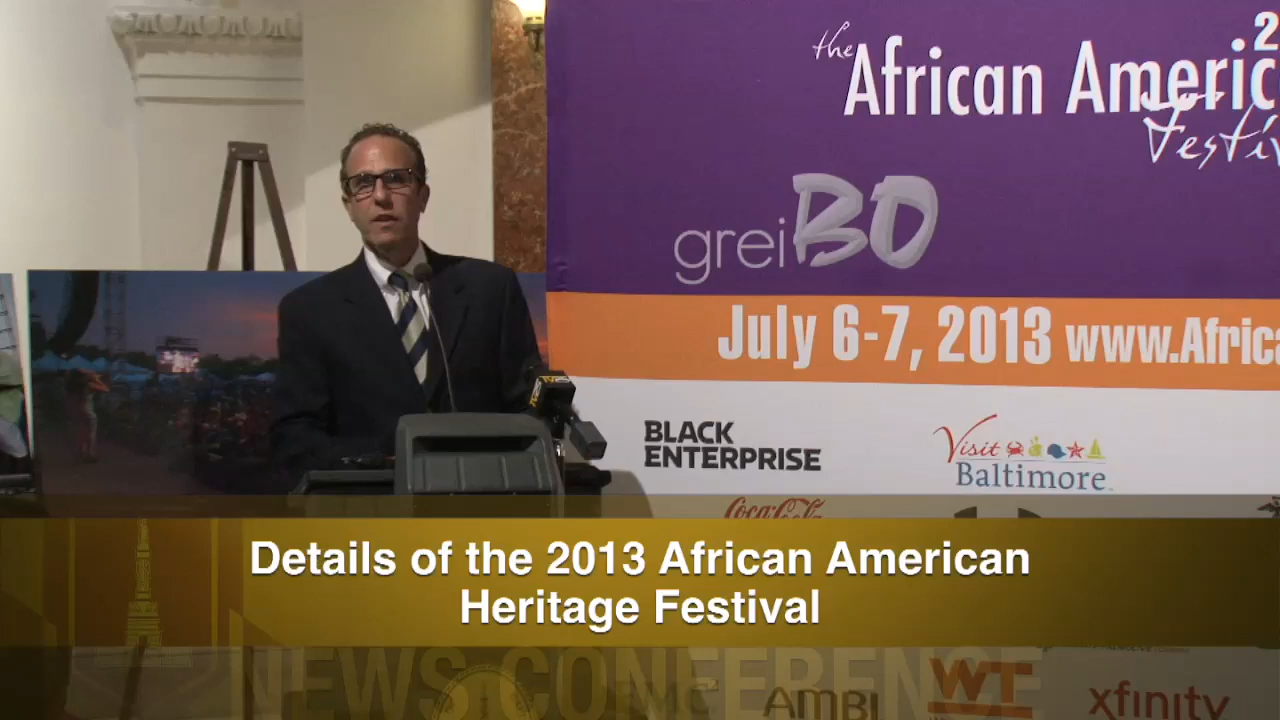 the African Americ
Festiv
greiBO
July 6-7, 2013 www.Africa
BLACK
ENTERPRISE
Visit
Baltimore
Coca-Cola
Details of the 2013 African American
Heritage Festival
NEWS CONFERENCE
AMBI
WT
xfinity